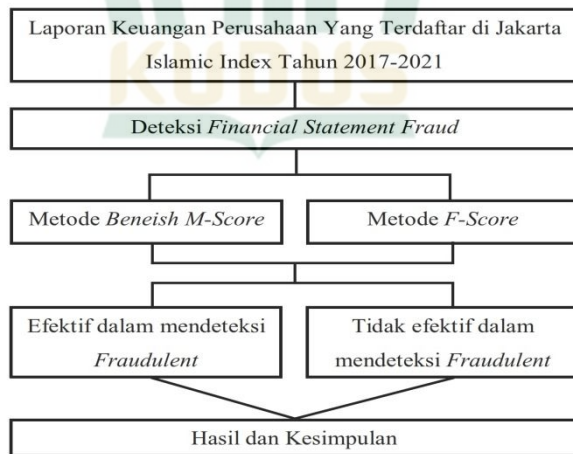 Laporan Keuangan Perusahaan Yang Terdaftar di Jakarta
Islamic Index Tahun 2017-2021
KUDUS
Deteksi Financial Statement Fraud
Metode Beneish M-Score
Metode F-Score
Efektif dalam mendeteksi
Fraudulent
Tidak efektif dalam
mendeteksi Fraudulent
Hasil dan Kesimpulan